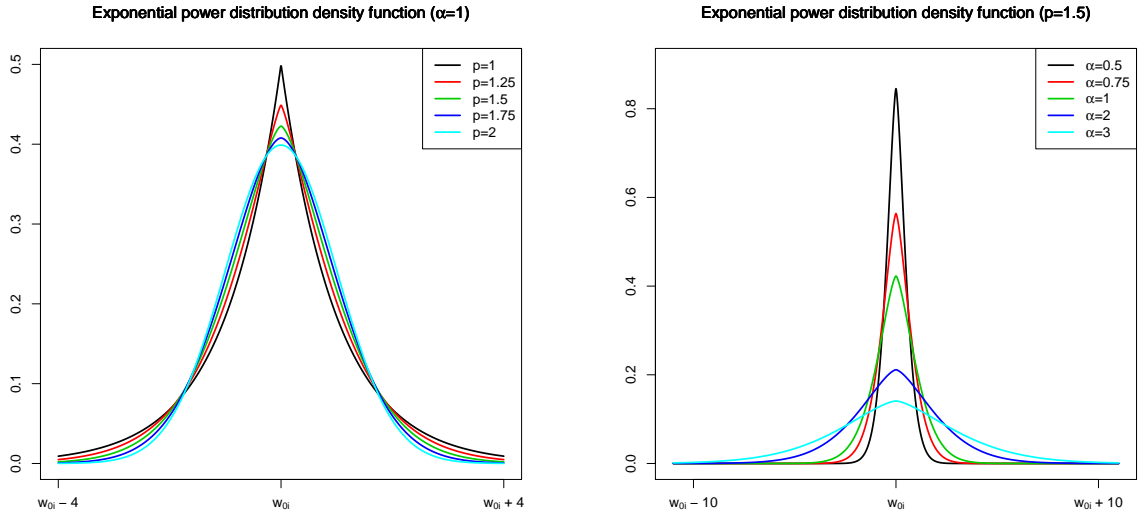 Exponential power distribution density function (α=1)
0.5
0.4
0.3
0.2
0.1
0.0
p=1
p=1.25
p=1.5
p=1.75
p=2
w0i − 4
w0i
w0i + 4
Exponential power distribution density function (p=1.5)
0.8
0.6
0.4
0.2
0.0
α=0.5
α=0.75
α=1
α=2
α=3
w0i − 10
w0i
w0i + 10